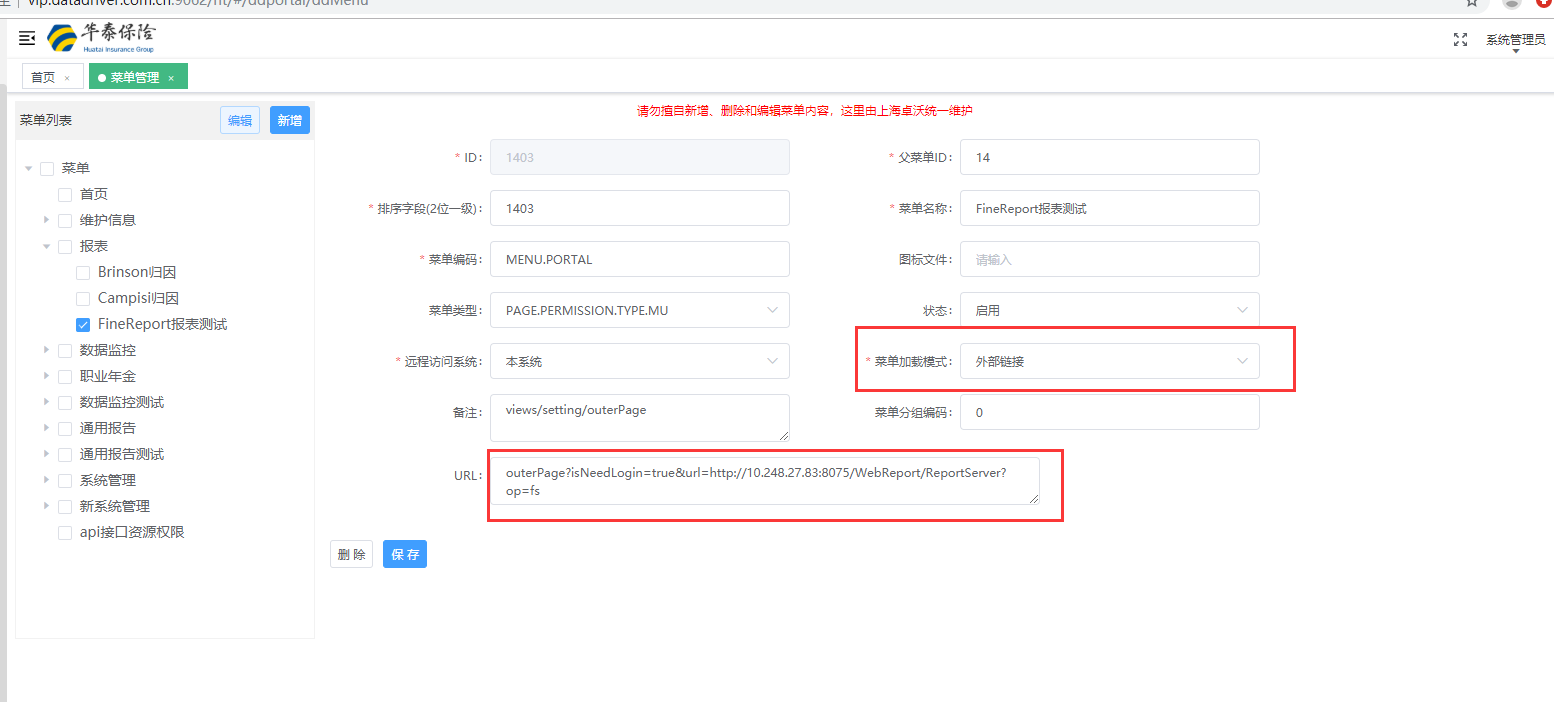 vip.datadriver.com.cn:9062/ht/#/ddportal/ddMenu
华泰保险
Huatai Insurance Group
系统管理员
首页 ×
菜单管理 ×
菜单列表
编辑
新增
请勿擅自新增、删除和编辑菜单内容，这里由上海卓沃统一维护
菜单
首页
维护信息
报表
Brinson归因
Campisi归因
FineReport报表测试
数据监控
职业年金
数据监控测试
通用报告
通用报告测试
系统管理
新系统管理
api接口资源权限
* ID: 1403
* 父菜单ID: 14
* 排序字段(2位一级): 1403
* 菜单名称: FineReport报表测试
* 菜单编码: MENU.PORTAL
图标文件: 请输入
菜单类型: PAGE.PERMISSION.TYPE.MU
状态: 启用
* 远程访问系统: 本系统
* 菜单加载模式: 外部链接
备注: views/setting/outerPage
菜单分组编码: 0
URL: outerPage?isNeedLogin=true&url=http://10.248.27.83:8075/WebReport/ReportServer?
op=fs
删 除
保 存